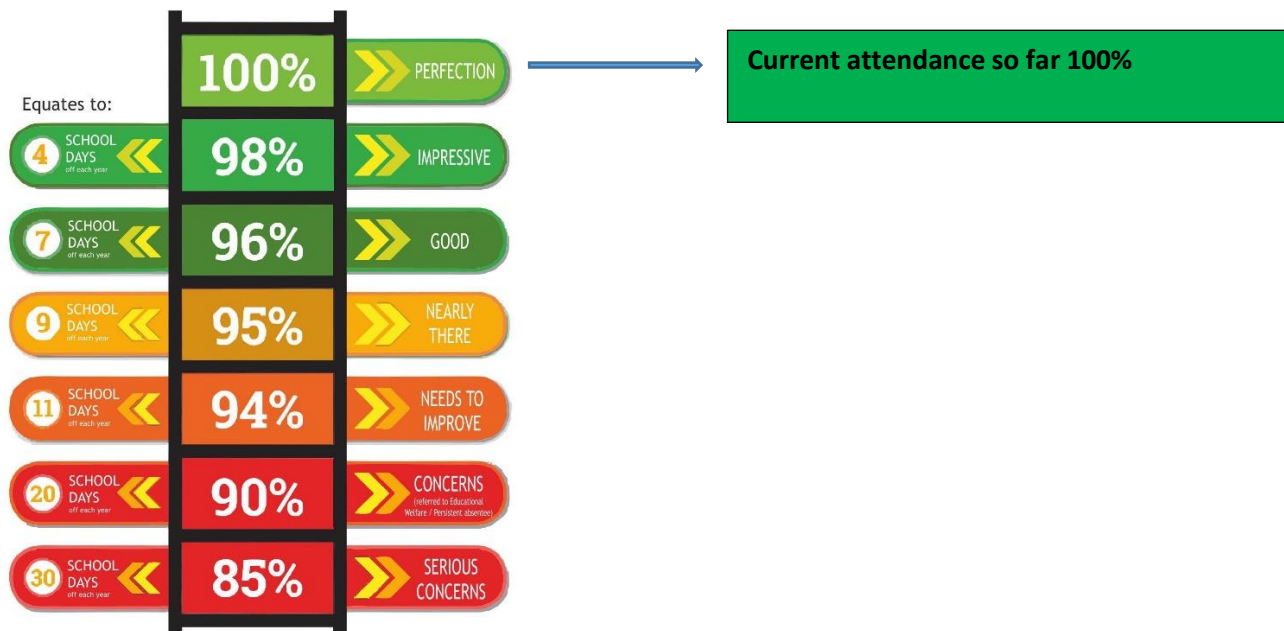 100%
PERFECTION
Current attendance so far 100%
Equates to:
4
SCHOOL
DAYS
off each year
98%
IMPRESSIVE
7
SCHOOL
DAYS
off each year
96%
GOOD
9
SCHOOL
DAYS
off each year
95%
NEARLY
THERE
11
SCHOOL
DAYS
off each year
94%
NEEDS TO
IMPROVE
20
SCHOOL
DAYS
off each year
90%
CONCERNS
(referred to Educational
Welfare / Persistent absentee)
30
SCHOOL
DAYS
off each year
85%
SERIOUS
CONCERNS